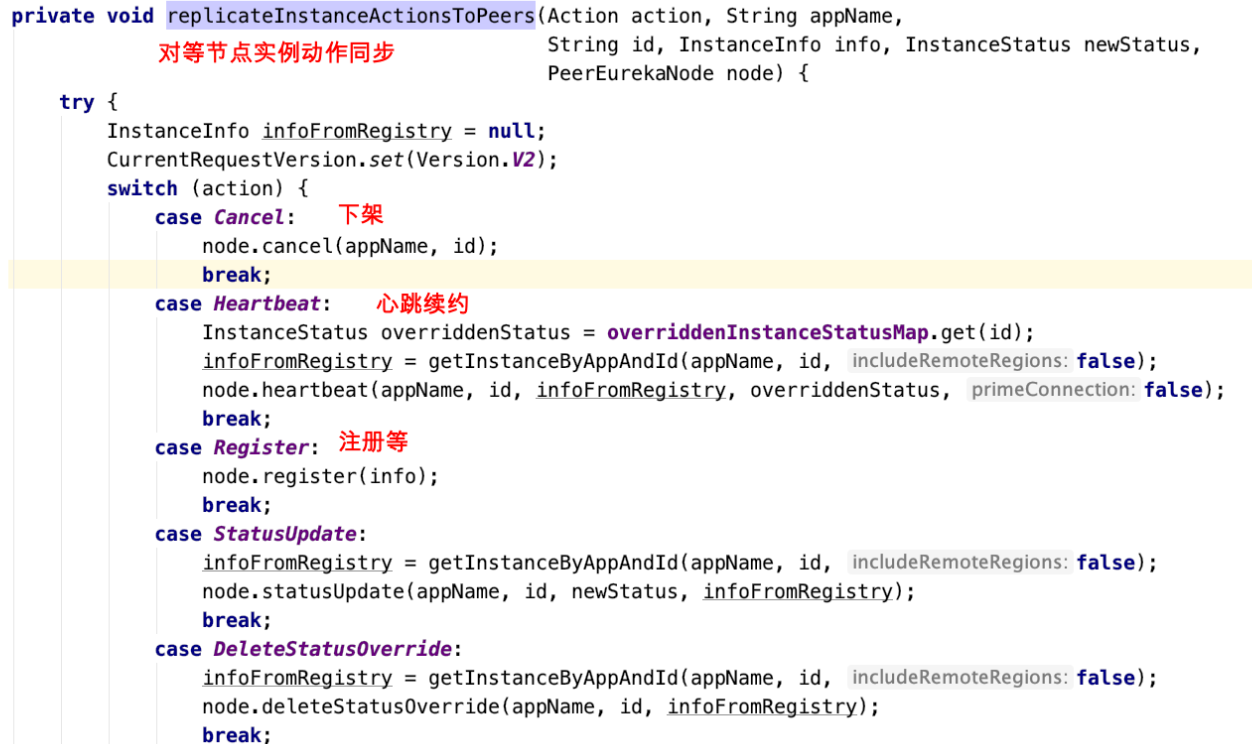 private void replicateInstanceActionsToPeers(Action action, String appName,
对等节点实例动作同步
String id, InstanceInfo info, InstanceStatus newStatus,
PeerEurekaNode node) {
try {
InstanceInfo infoFromRegistry = null;
CurrentRequestVersion.set(Version.V2);
switch (action) {
case Cancel: 下架
node.cancel(appName, id);
break;
case Heartbeat: 心跳续约
InstanceStatus overriddenStatus = overriddenInstanceStatusMap.get(id);
infoFromRegistry = getInstanceByAppAndId(appName, id, includeRemoteRegions: false);
node.heartbeat(appName, id, infoFromRegistry, overriddenStatus, primeConnection: false);
break;
case Register: 注册等
node.register(info);
break;
case StatusUpdate:
infoFromRegistry = getInstanceByAppAndId(appName, id, includeRemoteRegions: false);
node.statusUpdate(appName, id, newStatus, infoFromRegistry);
break;
case DeleteStatusOverride:
infoFromRegistry = getInstanceByAppAndId(appName, id, includeRemoteRegions: false);
node.deleteStatusOverride(appName, id, infoFromRegistry);
break;